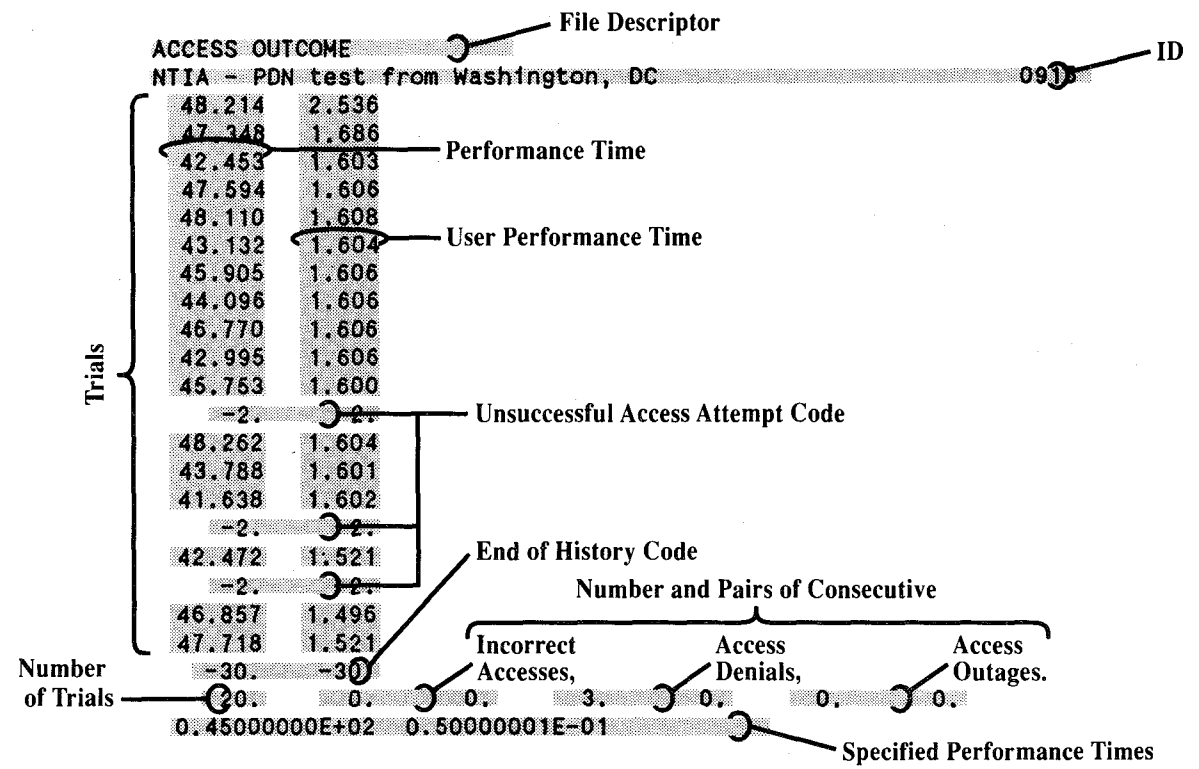 File Descriptor
ACCESS OUTCOME
ID
NTIA - PDN test from Washington, DC 0915
48.214 2.536
47.348 1.686
Performance Time
42.453 1.603
47.594 1.606
48.110 1.608
User Performance Time
43.132 1.604
45.905 1.606
44.096 1.606
46.770 1.606
42.995 1.606
Trials
45.753 1.600
-2. -2. Unsuccessful Access Attempt Code
48.262 1.604
43.788 1.601
41.638 1.602
-2. -2.
42.472 1.521
End of History Code
-2. -2.
Number and Pairs of Consecutive
46.857 1.496
47.718 1.521
Incorrect Accesses,
Access Denials,
Access Outages.
-30. -30.
Number of Trials
20. 0. 0. 3. 0. 0. 0.
0.45000000E+02 0.50000001E-01
Specified Performance Times